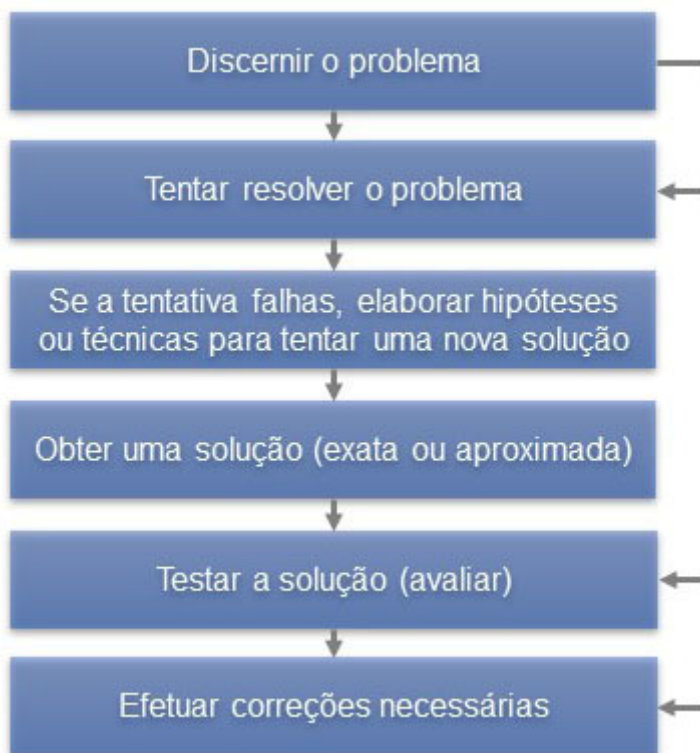 Discernir o problema
Tentar resolver o problema
Se a tentativa falhas, elaborar hipóteses
ou técnicas para tentar uma nova solução
Obter uma solução (exata ou aproximada)
Testar a solução (avaliar)
Efetuar correções necessárias